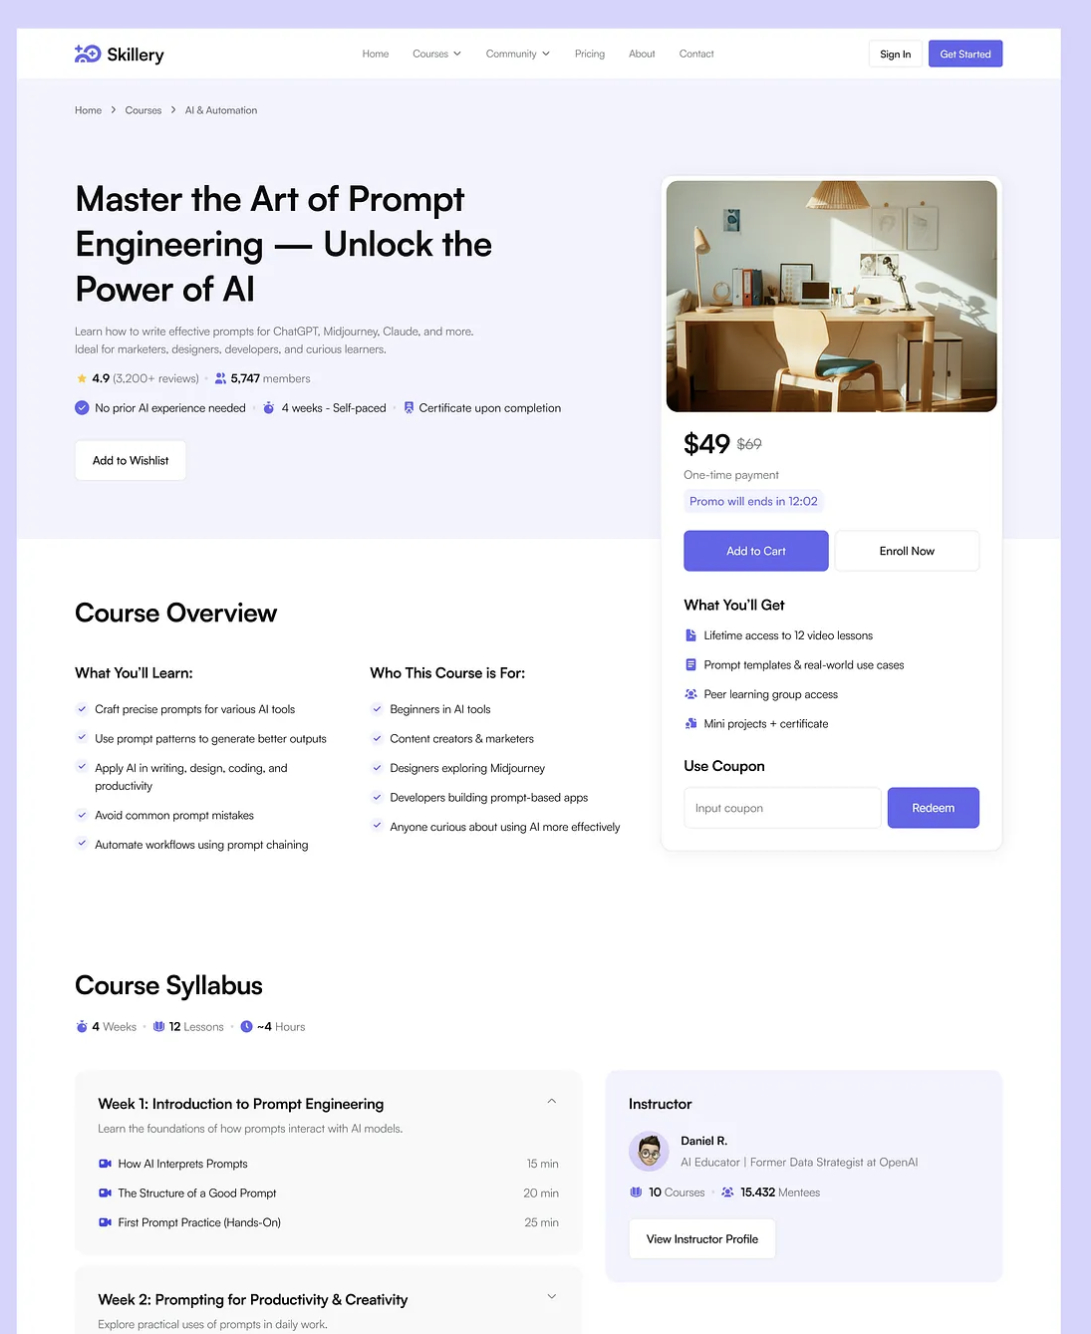 Skillery
Home
Courses
Community
Pricing
About
Contact
Sign In
Get Started
Home > Courses > AI & Automation
Master the Art of Prompt
Engineering — Unlock the
Power of AI
Learn how to write effective prompts for ChatGPT, Midjourney, Claude, and more.
Ideal for marketers, designers, developers, and curious learners.
4.9 (3,200+ reviews) • 5,747 members
No prior AI experience needed • 4 weeks - Self-paced • Certificate upon completion
Add to Wishlist
$49 $69
One-time payment
Promo will ends in 12:02
Add to Cart
Enroll Now
What You'll Get
Lifetime access to 12 video lessons
Prompt templates & real-world use cases
Peer learning group access
Mini projects + certificate
Use Coupon
Input coupon
Redeem
Course Overview
What You'll Learn:
Craft precise prompts for various AI tools
Use prompt patterns to generate better outputs
Apply AI in writing, design, coding, and
productivity
Avoid common prompt mistakes
Automate workflows using prompt chaining
Who This Course is For:
Beginners in AI tools
Content creators & marketers
Designers exploring Midjourney
Developers building prompt-based apps
Anyone curious about using AI more effectively
Course Syllabus
4 Weeks • 12 Lessons • ~4 Hours
Week 1: Introduction to Prompt Engineering
Learn the foundations of how prompts interact with AI models.
How AI Interprets Prompts 15 min
The Structure of a Good Prompt 20 min
First Prompt Practice (Hands-On) 25 min
Week 2: Prompting for Productivity & Creativity
Explore practical uses of prompts in daily work.
Instructor
Daniel R.
AI Educator | Former Data Strategist at OpenAI
10 Courses • 15.432 Mentees
View Instructor Profile